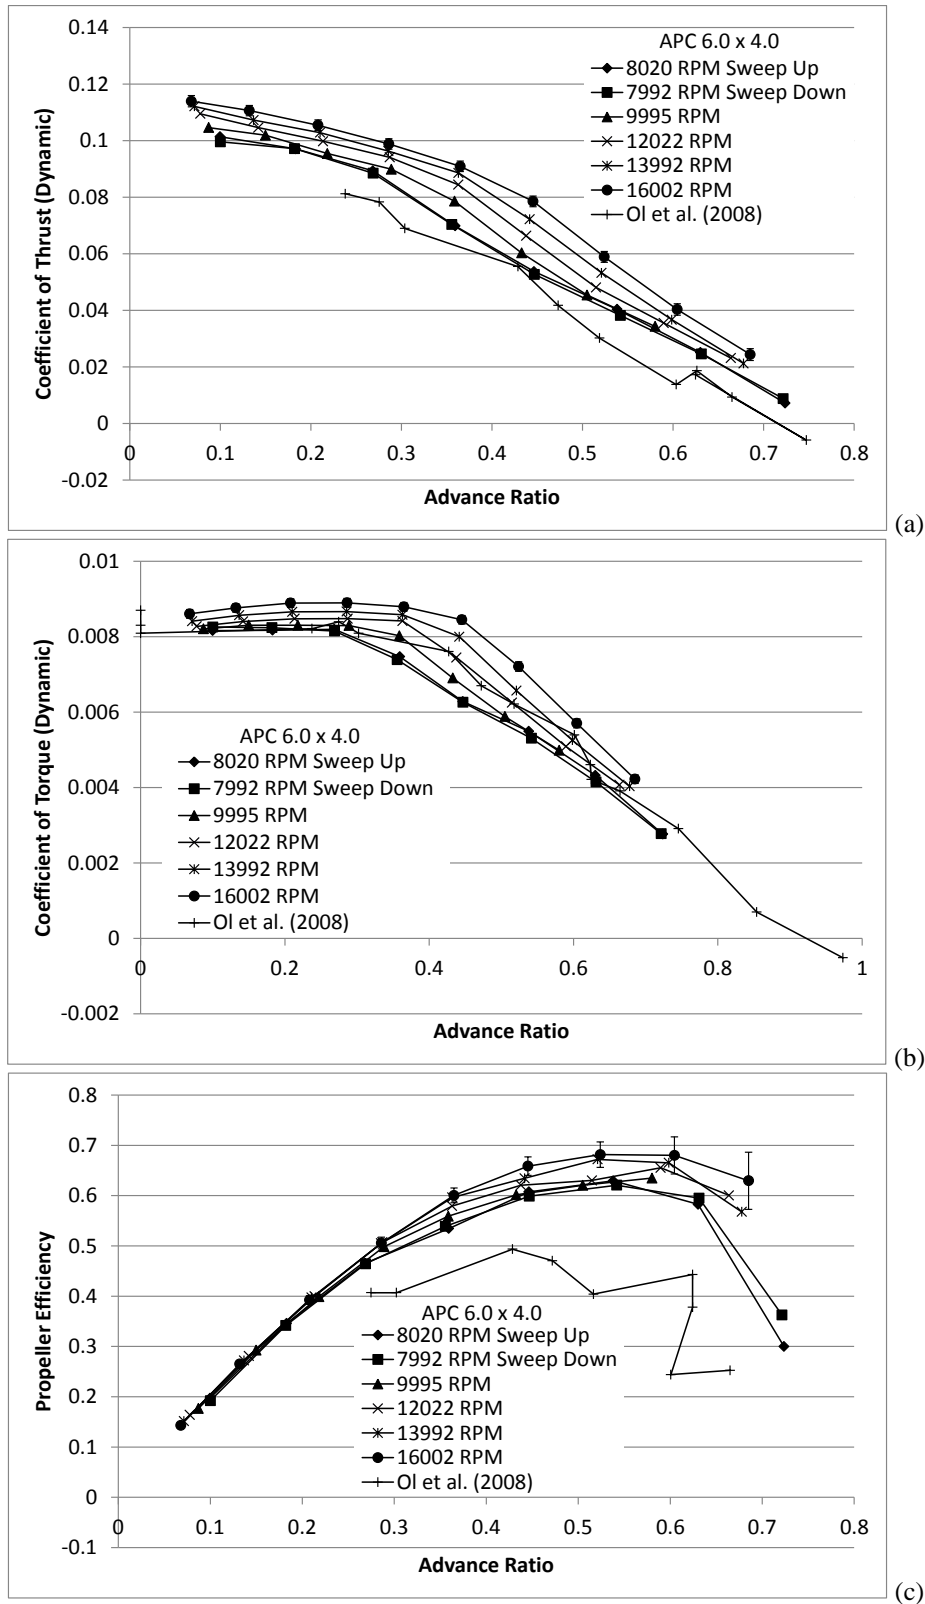 0.14
0.12
0.1
0.08
0.06
0.04
0.02
0
-0.02
0 0.1 0.2 0.3 0.4 0.5 0.6 0.7 0.8
Coefficient of Thrust (Dynamic)
Advance Ratio
APC 6.0 x 4.0
8020 RPM Sweep Up
7992 RPM Sweep Down
9995 RPM
12022 RPM
13992 RPM
16002 RPM
Ol et al. (2008)
(a)
0.01
0.008
0.006
0.004
0.002
0
-0.002
0 0.2 0.4 0.6 0.8 1
Coefficient of Torque (Dynamic)
Advance Ratio
APC 6.0 x 4.0
8020 RPM Sweep Up
7992 RPM Sweep Down
9995 RPM
12022 RPM
13992 RPM
16002 RPM
Ol et al. (2008)
(b)
0.8
0.7
0.6
0.5
0.4
0.3
0.2
0.1
0
-0.1
0 0.1 0.2 0.3 0.4 0.5 0.6 0.7 0.8
Propeller Efficiency
Advance Ratio
APC 6.0 x 4.0
8020 RPM Sweep Up
7992 RPM Sweep Down
9995 RPM
12022 RPM
13992 RPM
16002 RPM
Ol et al. (2008)
(c)